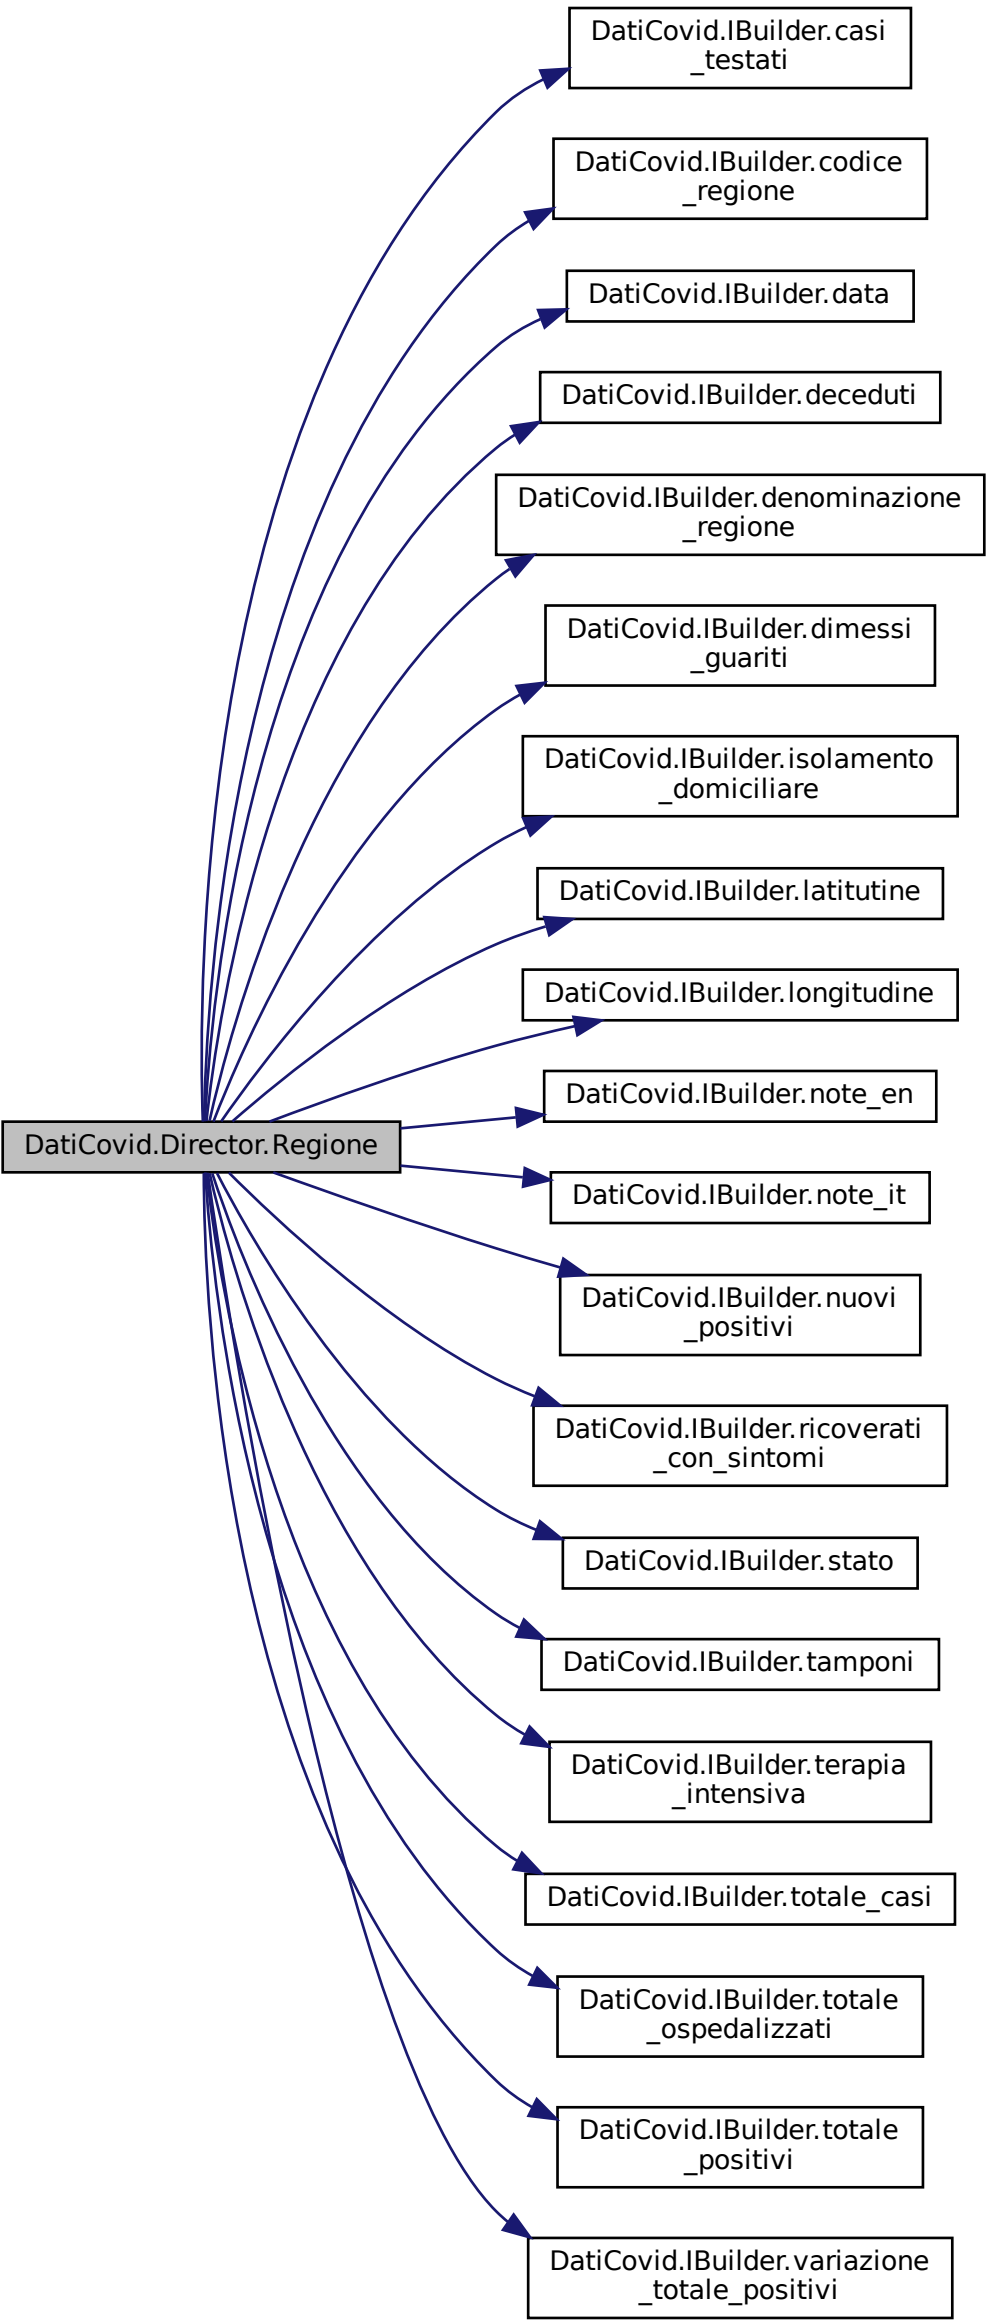 DatiCovid.IBuilder.casi
_testati
DatiCovid.IBuilder.codice
_regione
DatiCovid.IBuilder.data
DatiCovid.IBuilder.deceduti
DatiCovid.IBuilder.denominazione
_regione
DatiCovid.IBuilder.dimessi
_guariti
DatiCovid.IBuilder.isolamento
_domiciliare
DatiCovid.IBuilder.latitutine
DatiCovid.IBuilder.longitudine
DatiCovid.IBuilder.note_en
DatiCovid.Director.Regione
DatiCovid.IBuilder.note_it
DatiCovid.IBuilder.nuovi
_positivi
DatiCovid.IBuilder.ricoverati
_con_sintomi
DatiCovid.IBuilder.stato
DatiCovid.IBuilder.tamponi
DatiCovid.IBuilder.terapia
_intensiva
DatiCovid.IBuilder.totale_casi
DatiCovid.IBuilder.totale
_ospedalizzati
DatiCovid.IBuilder.totale
_positivi
DatiCovid.IBuilder.variazione
_totale_positivi